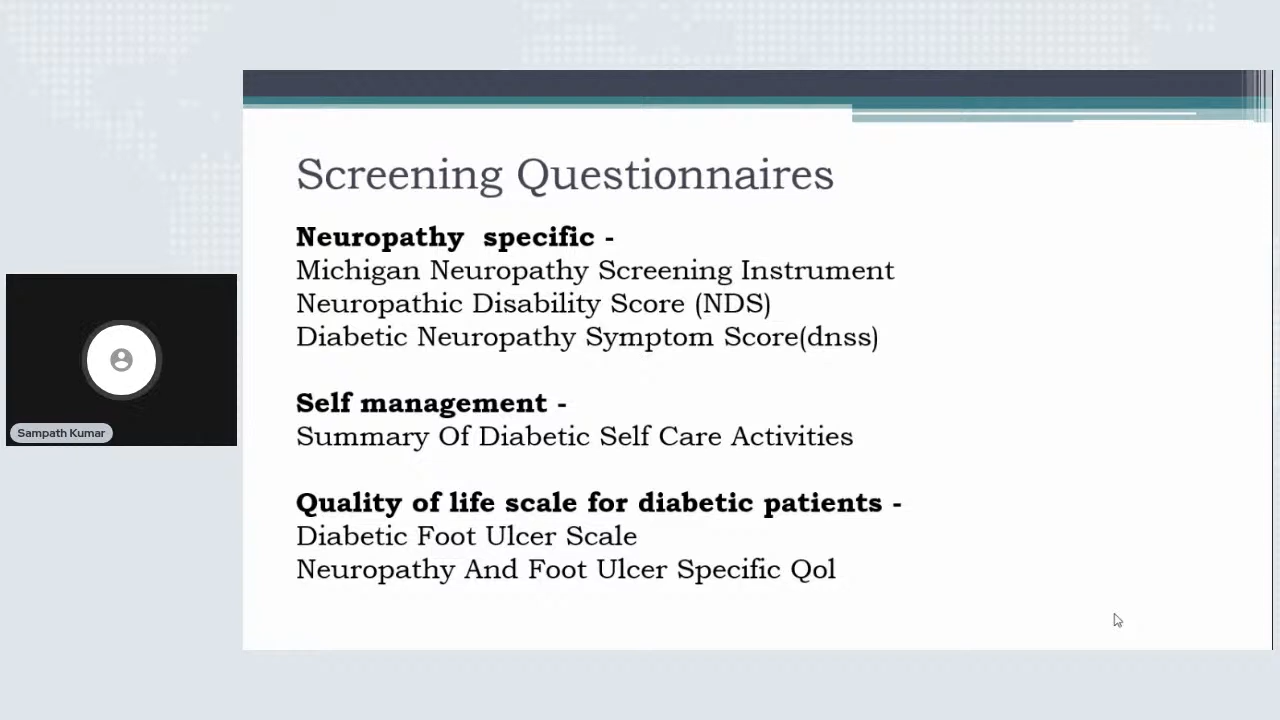 Screening Questionnaires
Neuropathy specific -
Michigan Neuropathy Screening Instrument
Neuropathic Disability Score (NDS)
Diabetic Neuropathy Symptom Score(dnss)
Self management -
Summary Of Diabetic Self Care Activities
Quality of life scale for diabetic patients -
Diabetic Foot Ulcer Scale
Neuropathy And Foot Ulcer Specific Qol
Sampath Kumar